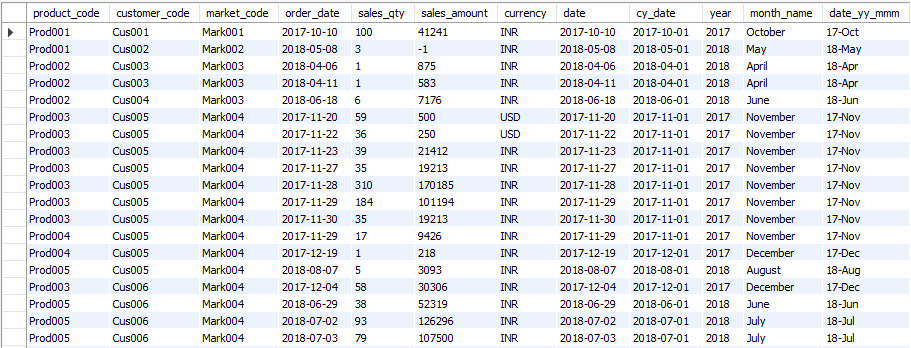 product_code customer_code market_code order_date sales_qty sales_amount currency date cy_date year month_name date_yy_mmm
Prod001 Cus001 Mark001 2017-10-10 100 41241 INR 2017-10-10 2017-10-01 2017 October 17-Oct
Prod001 Cus002 Mark002 2018-05-08 3 -1 INR 2018-05-08 2018-05-01 2018 May 18-May
Prod002 Cus003 Mark003 2018-04-06 1 875 INR 2018-04-06 2018-04-01 2018 April 18-Apr
Prod002 Cus003 Mark003 2018-04-11 1 583 INR 2018-04-11 2018-04-01 2018 April 18-Apr
Prod002 Cus004 Mark003 2018-06-18 6 7176 INR 2018-06-18 2018-06-01 2018 June 18-Jun
Prod003 Cus005 Mark004 2017-11-20 59 500 USD 2017-11-20 2017-11-01 2017 November 17-Nov
Prod003 Cus005 Mark004 2017-11-22 36 250 USD 2017-11-22 2017-11-01 2017 November 17-Nov
Prod003 Cus005 Mark004 2017-11-23 39 21412 INR 2017-11-23 2017-11-01 2017 November 17-Nov
Prod003 Cus005 Mark004 2017-11-27 35 19213 INR 2017-11-27 2017-11-01 2017 November 17-Nov
Prod003 Cus005 Mark004 2017-11-28 310 170185 INR 2017-11-28 2017-11-01 2017 November 17-Nov
Prod003 Cus005 Mark004 2017-11-29 184 101194 INR 2017-11-29 2017-11-01 2017 November 17-Nov
Prod003 Cus005 Mark004 2017-11-30 35 19213 INR 2017-11-30 2017-11-01 2017 November 17-Nov
Prod004 Cus005 Mark004 2017-11-29 17 9426 INR 2017-11-29 2017-11-01 2017 November 17-Nov
Prod004 Cus005 Mark004 2017-12-19 1 218 INR 2017-12-19 2017-12-01 2017 December 17-Dec
Prod005 Cus005 Mark004 2018-08-07 5 3093 INR 2018-08-07 2018-08-01 2018 August 18-Aug
Prod003 Cus006 Mark004 2017-12-04 58 30306 INR 2017-12-04 2017-12-01 2017 December 17-Dec
Prod005 Cus006 Mark004 2018-06-29 38 52319 INR 2018-06-29 2018-06-01 2018 June 18-Jun
Prod005 Cus006 Mark004 2018-07-02 93 126296 INR 2018-07-02 2018-07-01 2018 July 18-Jul
Prod005 Cus006 Mark004 2018-07-03 79 107500 INR 2018-07-03 2018-07-01 2018 July 18-Jul